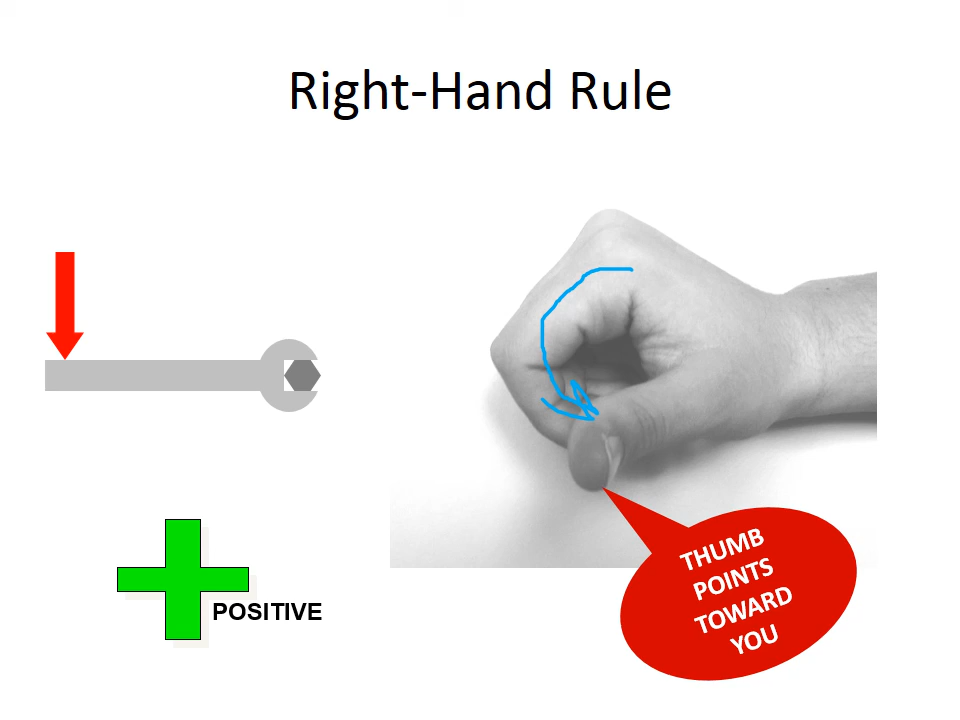 Right-Hand Rule
POSITIVE
THUMB
POINTS
TOWARD
YOU